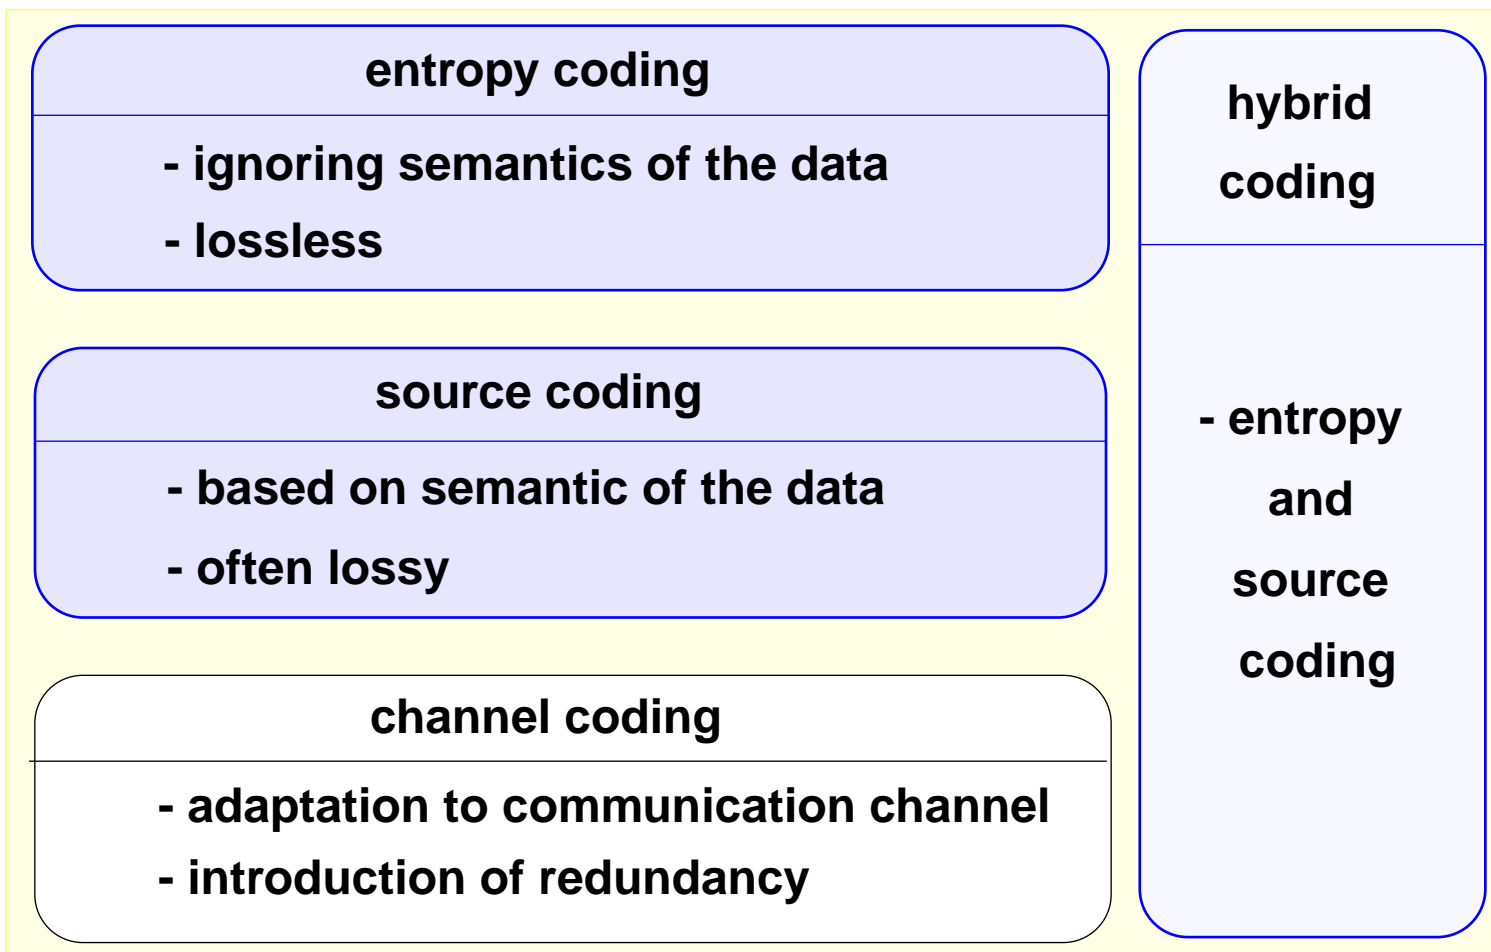 entropy coding
- ignoring semantics of the data
- lossless
source coding
- based on semantic of the data
- often lossy
channel coding
- adaptation to communication channel
- introduction of redundancy
hybrid
coding
- entropy
and
source
coding